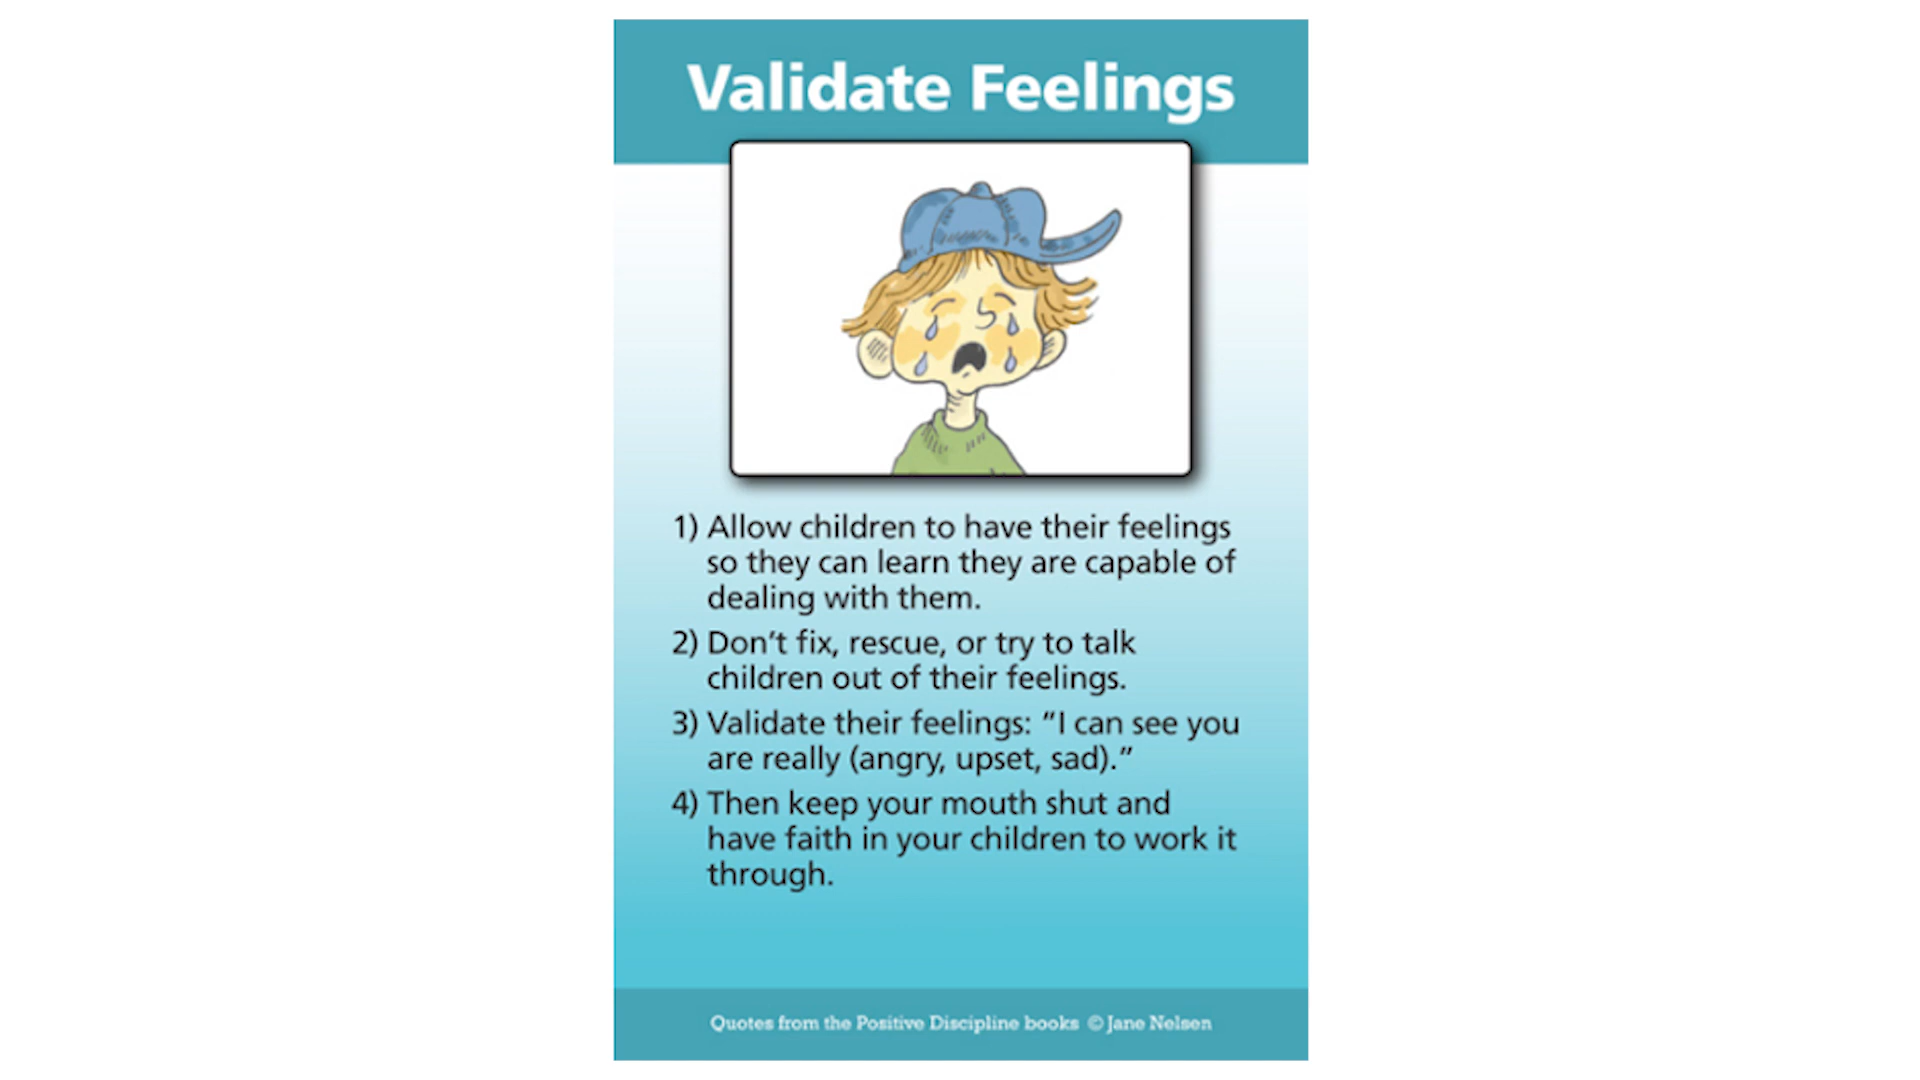 Validate Feelings
1) Allow children to have their feelings
so they can learn they are capable of
dealing with them.
2) Don’t fix, rescue, or try to talk
children out of their feelings.
3) Validate their feelings: “I can see you
are really (angry, upset, sad).”
4) Then keep your mouth shut and
have faith in your children to work it
through.
Quotes from the Positive Discipline books © Jane Nelsen